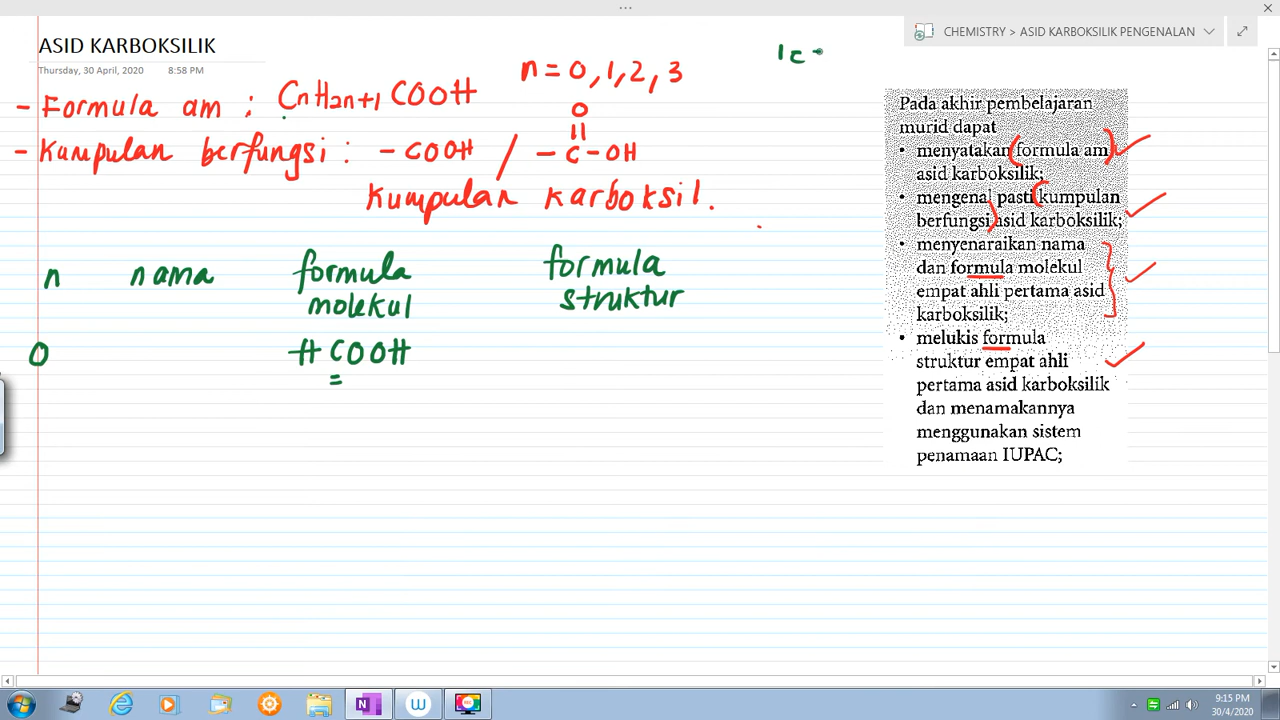 ASID KARBOKSILIK
Thursday, 30 April, 2020 8:58 PM
CHEMISTRY > ASID KARBOKSILIK PENGENALAN
1c -
- Formula am : CnH2n+1 COOH n = 0, 1, 2, 3
- Kumpulan berfungsi : - COOH / - C - OH
O
Kumpulan karboksil.
n nama formula molekul formula struktur
0 HCOOH
Pada akhir pembelajaran
murid dapat
• menyatakan formula am
asid karboksilik;
• mengenal pasti kumpulan
berfungsi asid karboksilik;
• menyenaraikan nama
dan formula molekul
empat ahli pertama asid
karboksilik;
• melukis formula
struktur empat ahli
pertama asid karboksilik
dan menamakannya
menggunakan sistem
penamaan IUPAC;
9:15 PM
30/4/2020